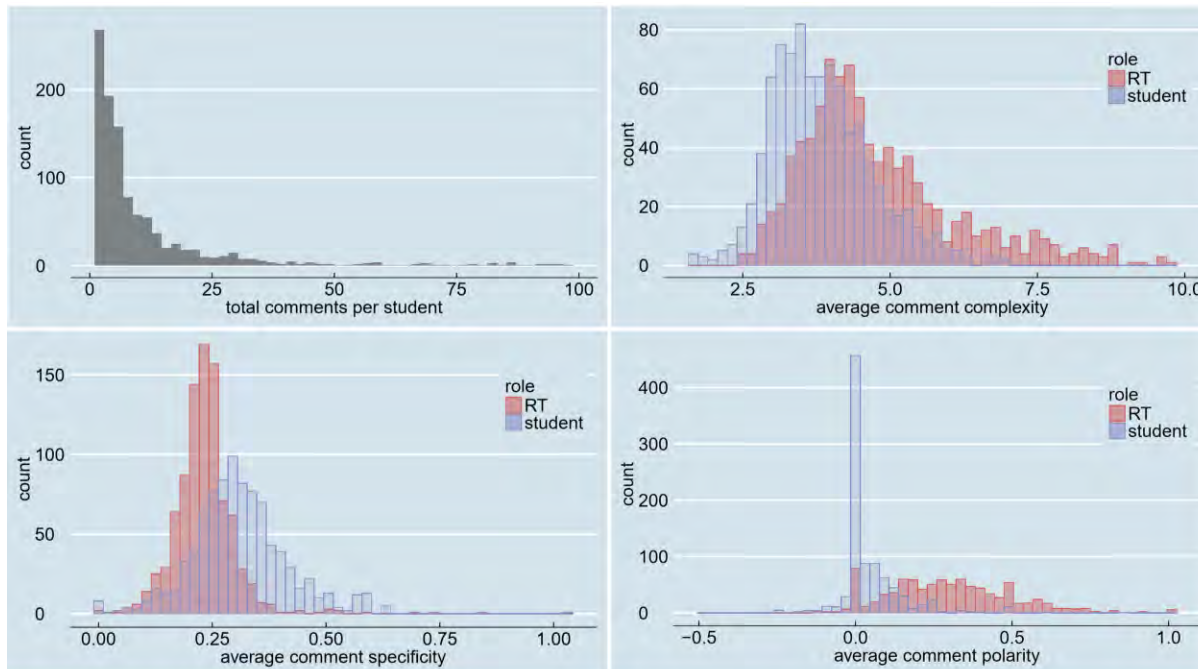 200
100
0
count
0
25
50
75
100
total comments per student
80
60
40
20
0
count
role
RT
student
2.5
5.0
7.5
10.0
average comment complexity
150
100
50
0
count
role
RT
student
0.00
0.25
0.50
0.75
1.00
average comment specificity
400
300
200
100
0
count
role
RT
student
−0.5
0.0
0.5
1.0
average comment polarity